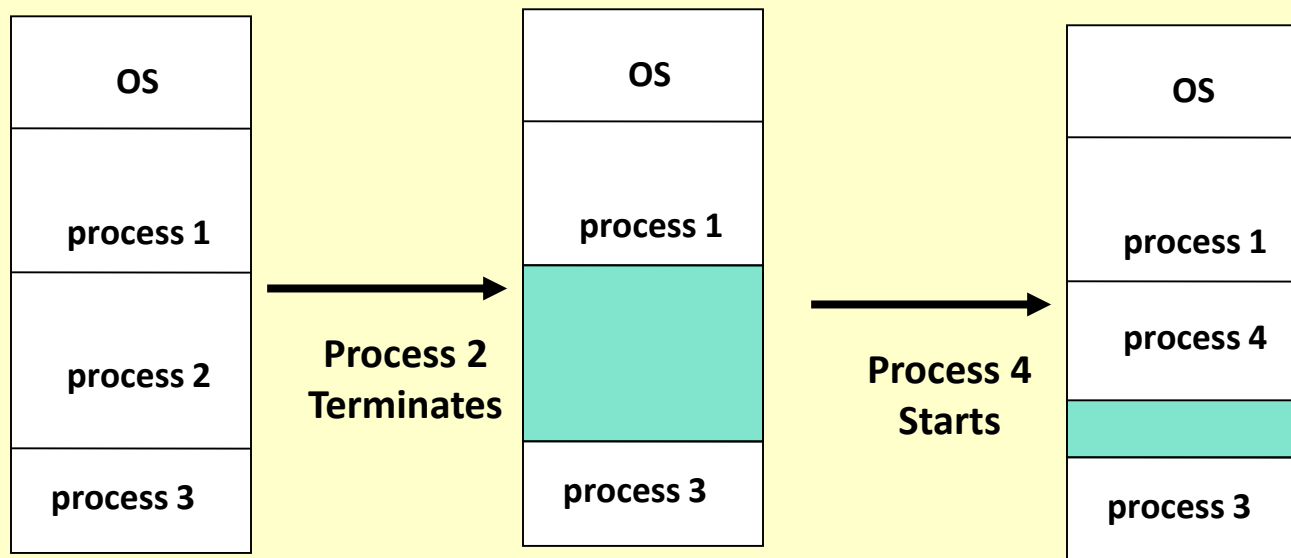 OS
process 1
process 2
process 3
Process 2
Terminates
OS
process 1
process 3
Process 4
Starts
OS
process 1
process 4
process 3